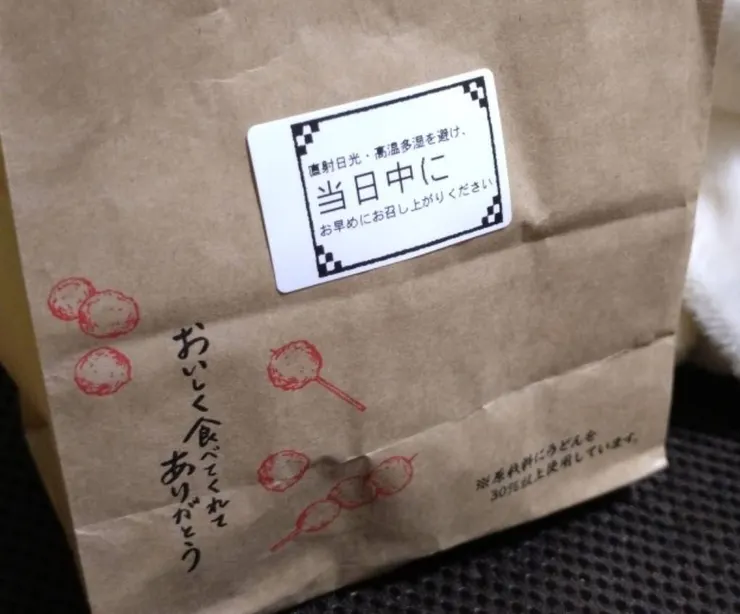 直射日光・高温多湿を避け、
当日中に
お早めにお召し上がりください
おいしく食べてくれて
ありがとう
※原材料にうどんを
30%以上使用しています。